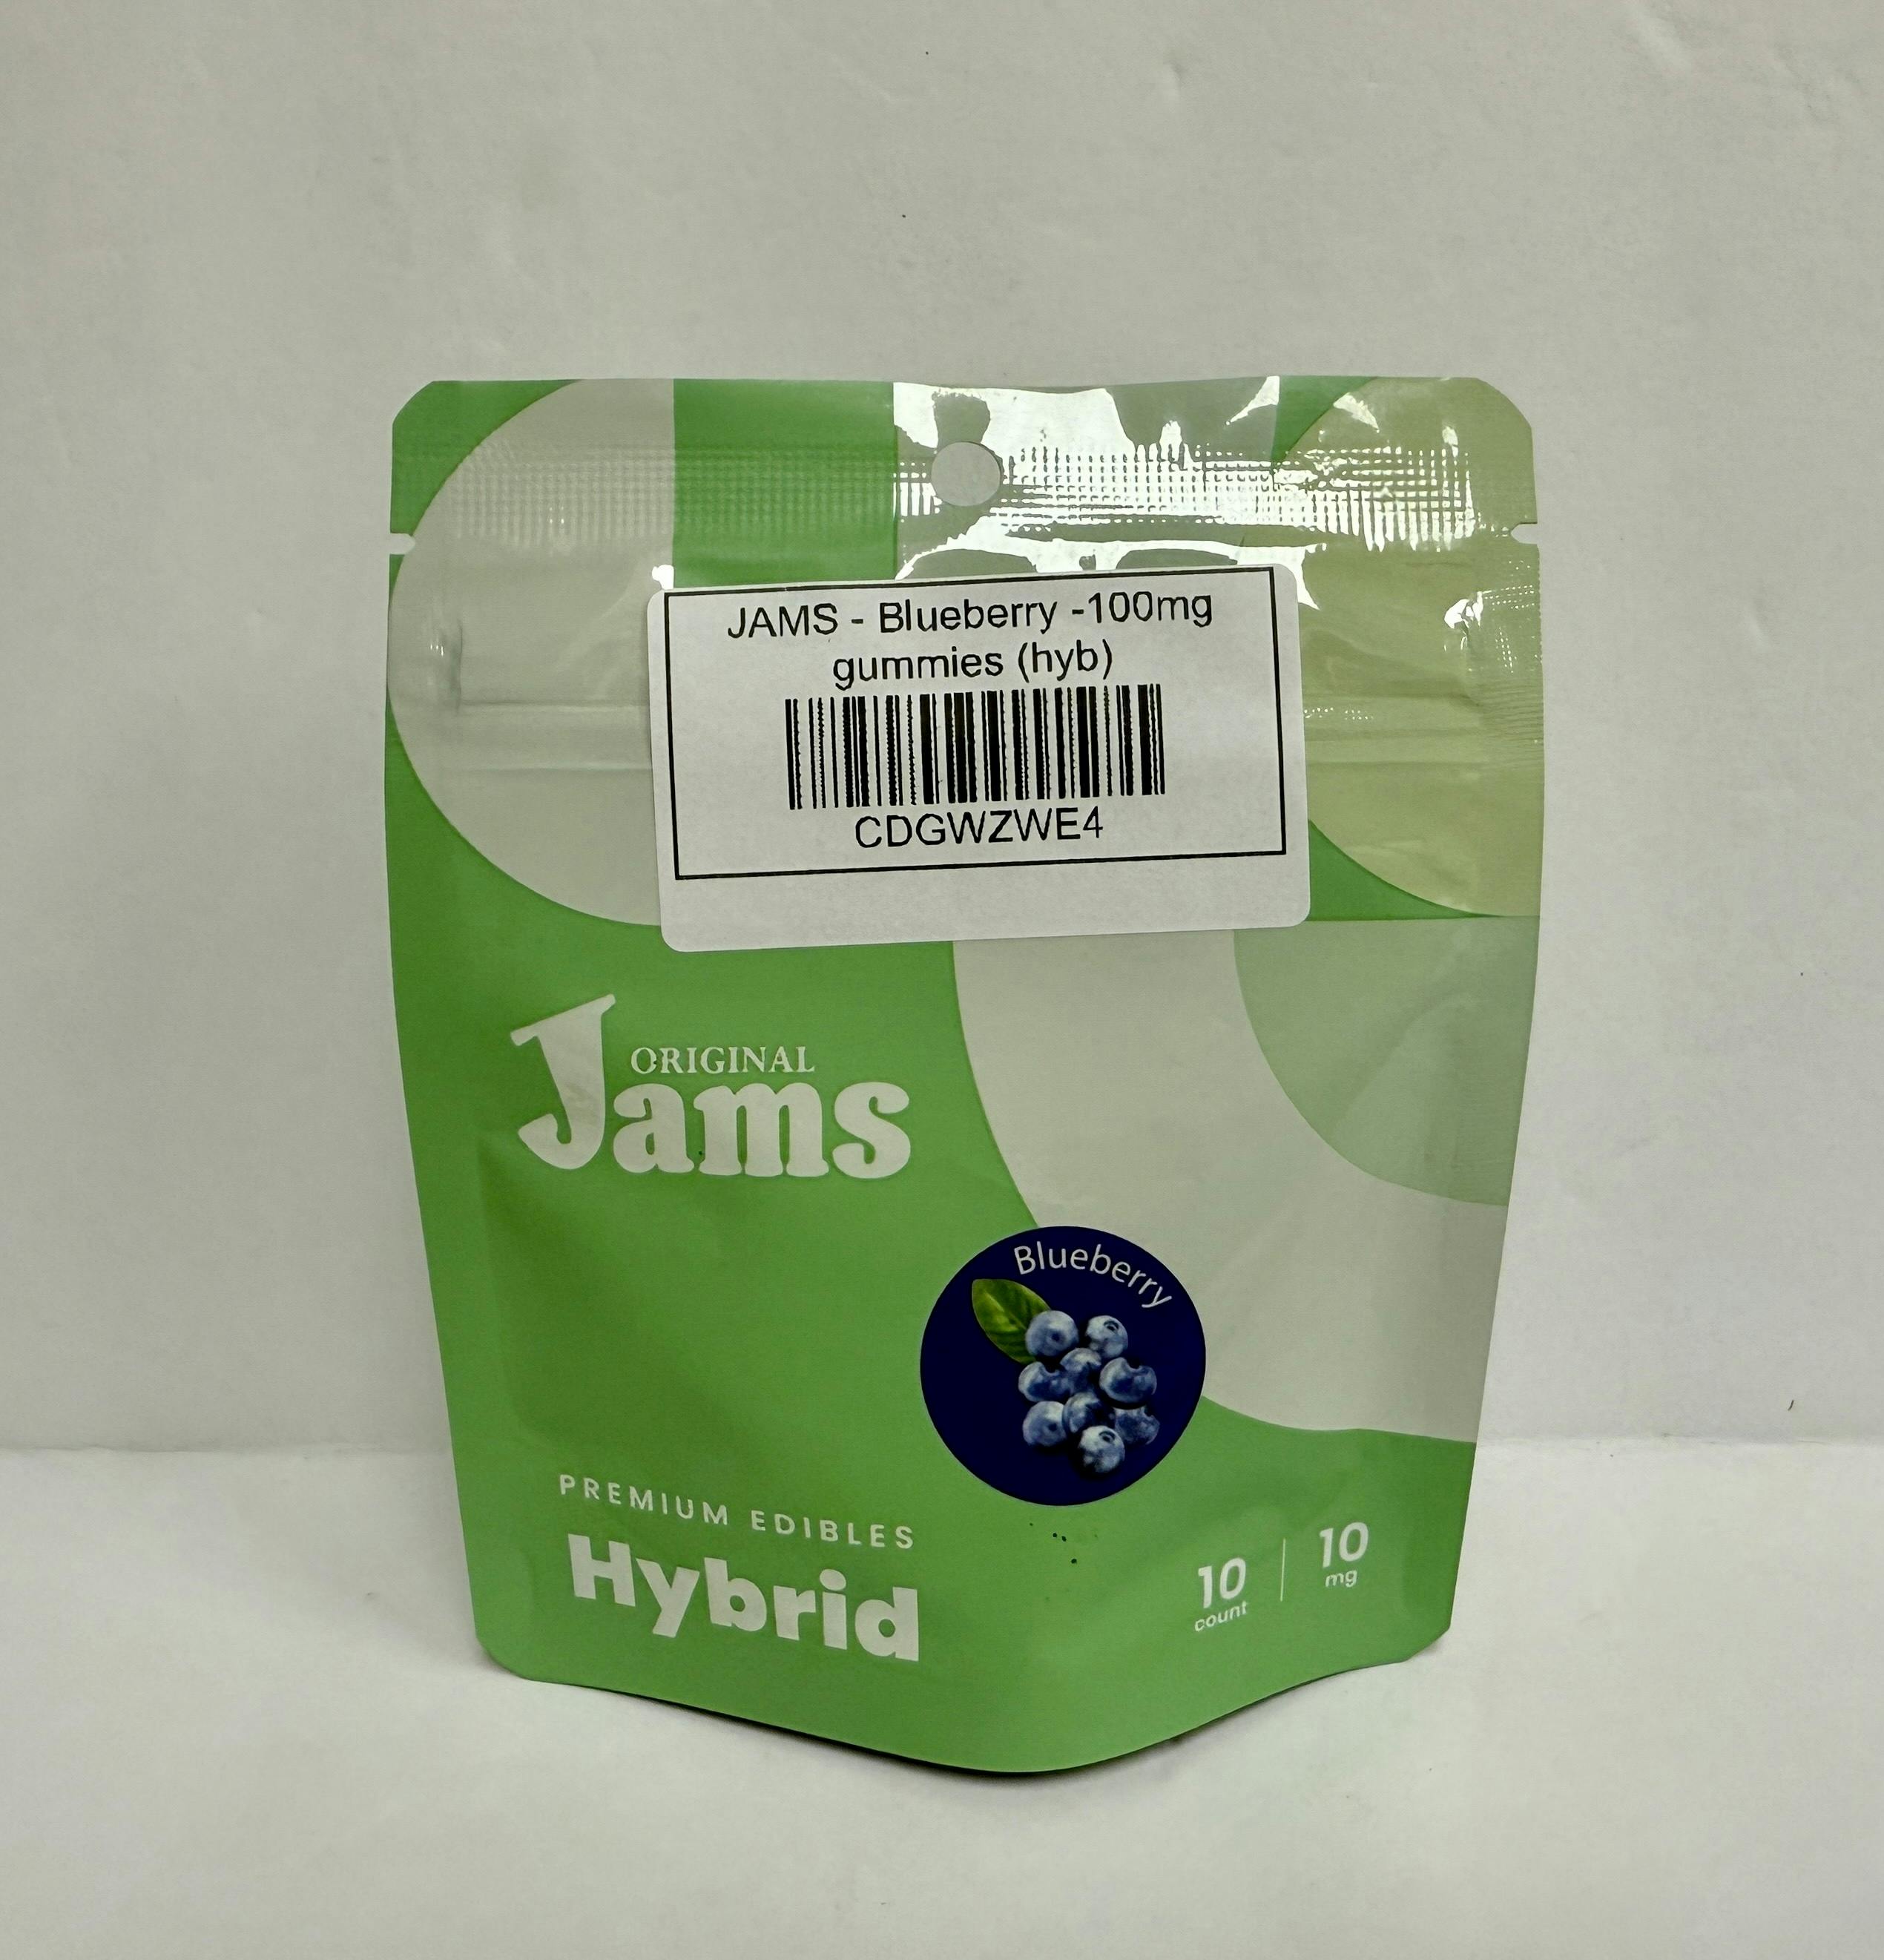 JAMS - Blueberry -100mg
gummies (hyb)
CDGWZWE4
ORIGINAL
Jams
Blueberry
PREMIUM EDIBLES
Hybrid
10
count
10
mg